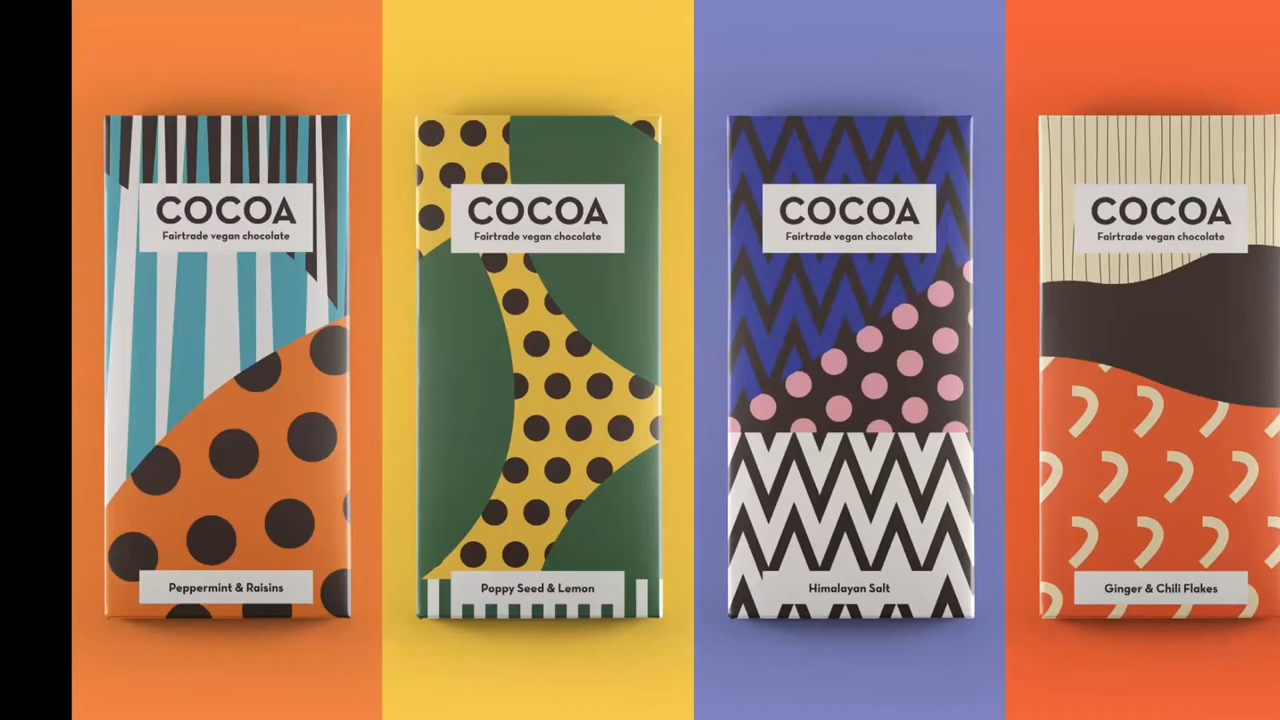 COCOA
Fairtrade vegan chocolate
Peppermint & Raisins
COCOA
Fairtrade vegan chocolate
Poppy Seed & Lemon
COCOA
Fairtrade vegan chocolate
Himalayan Salt
COCOA
Fairtrade vegan chocolate
Ginger & Chili Flakes